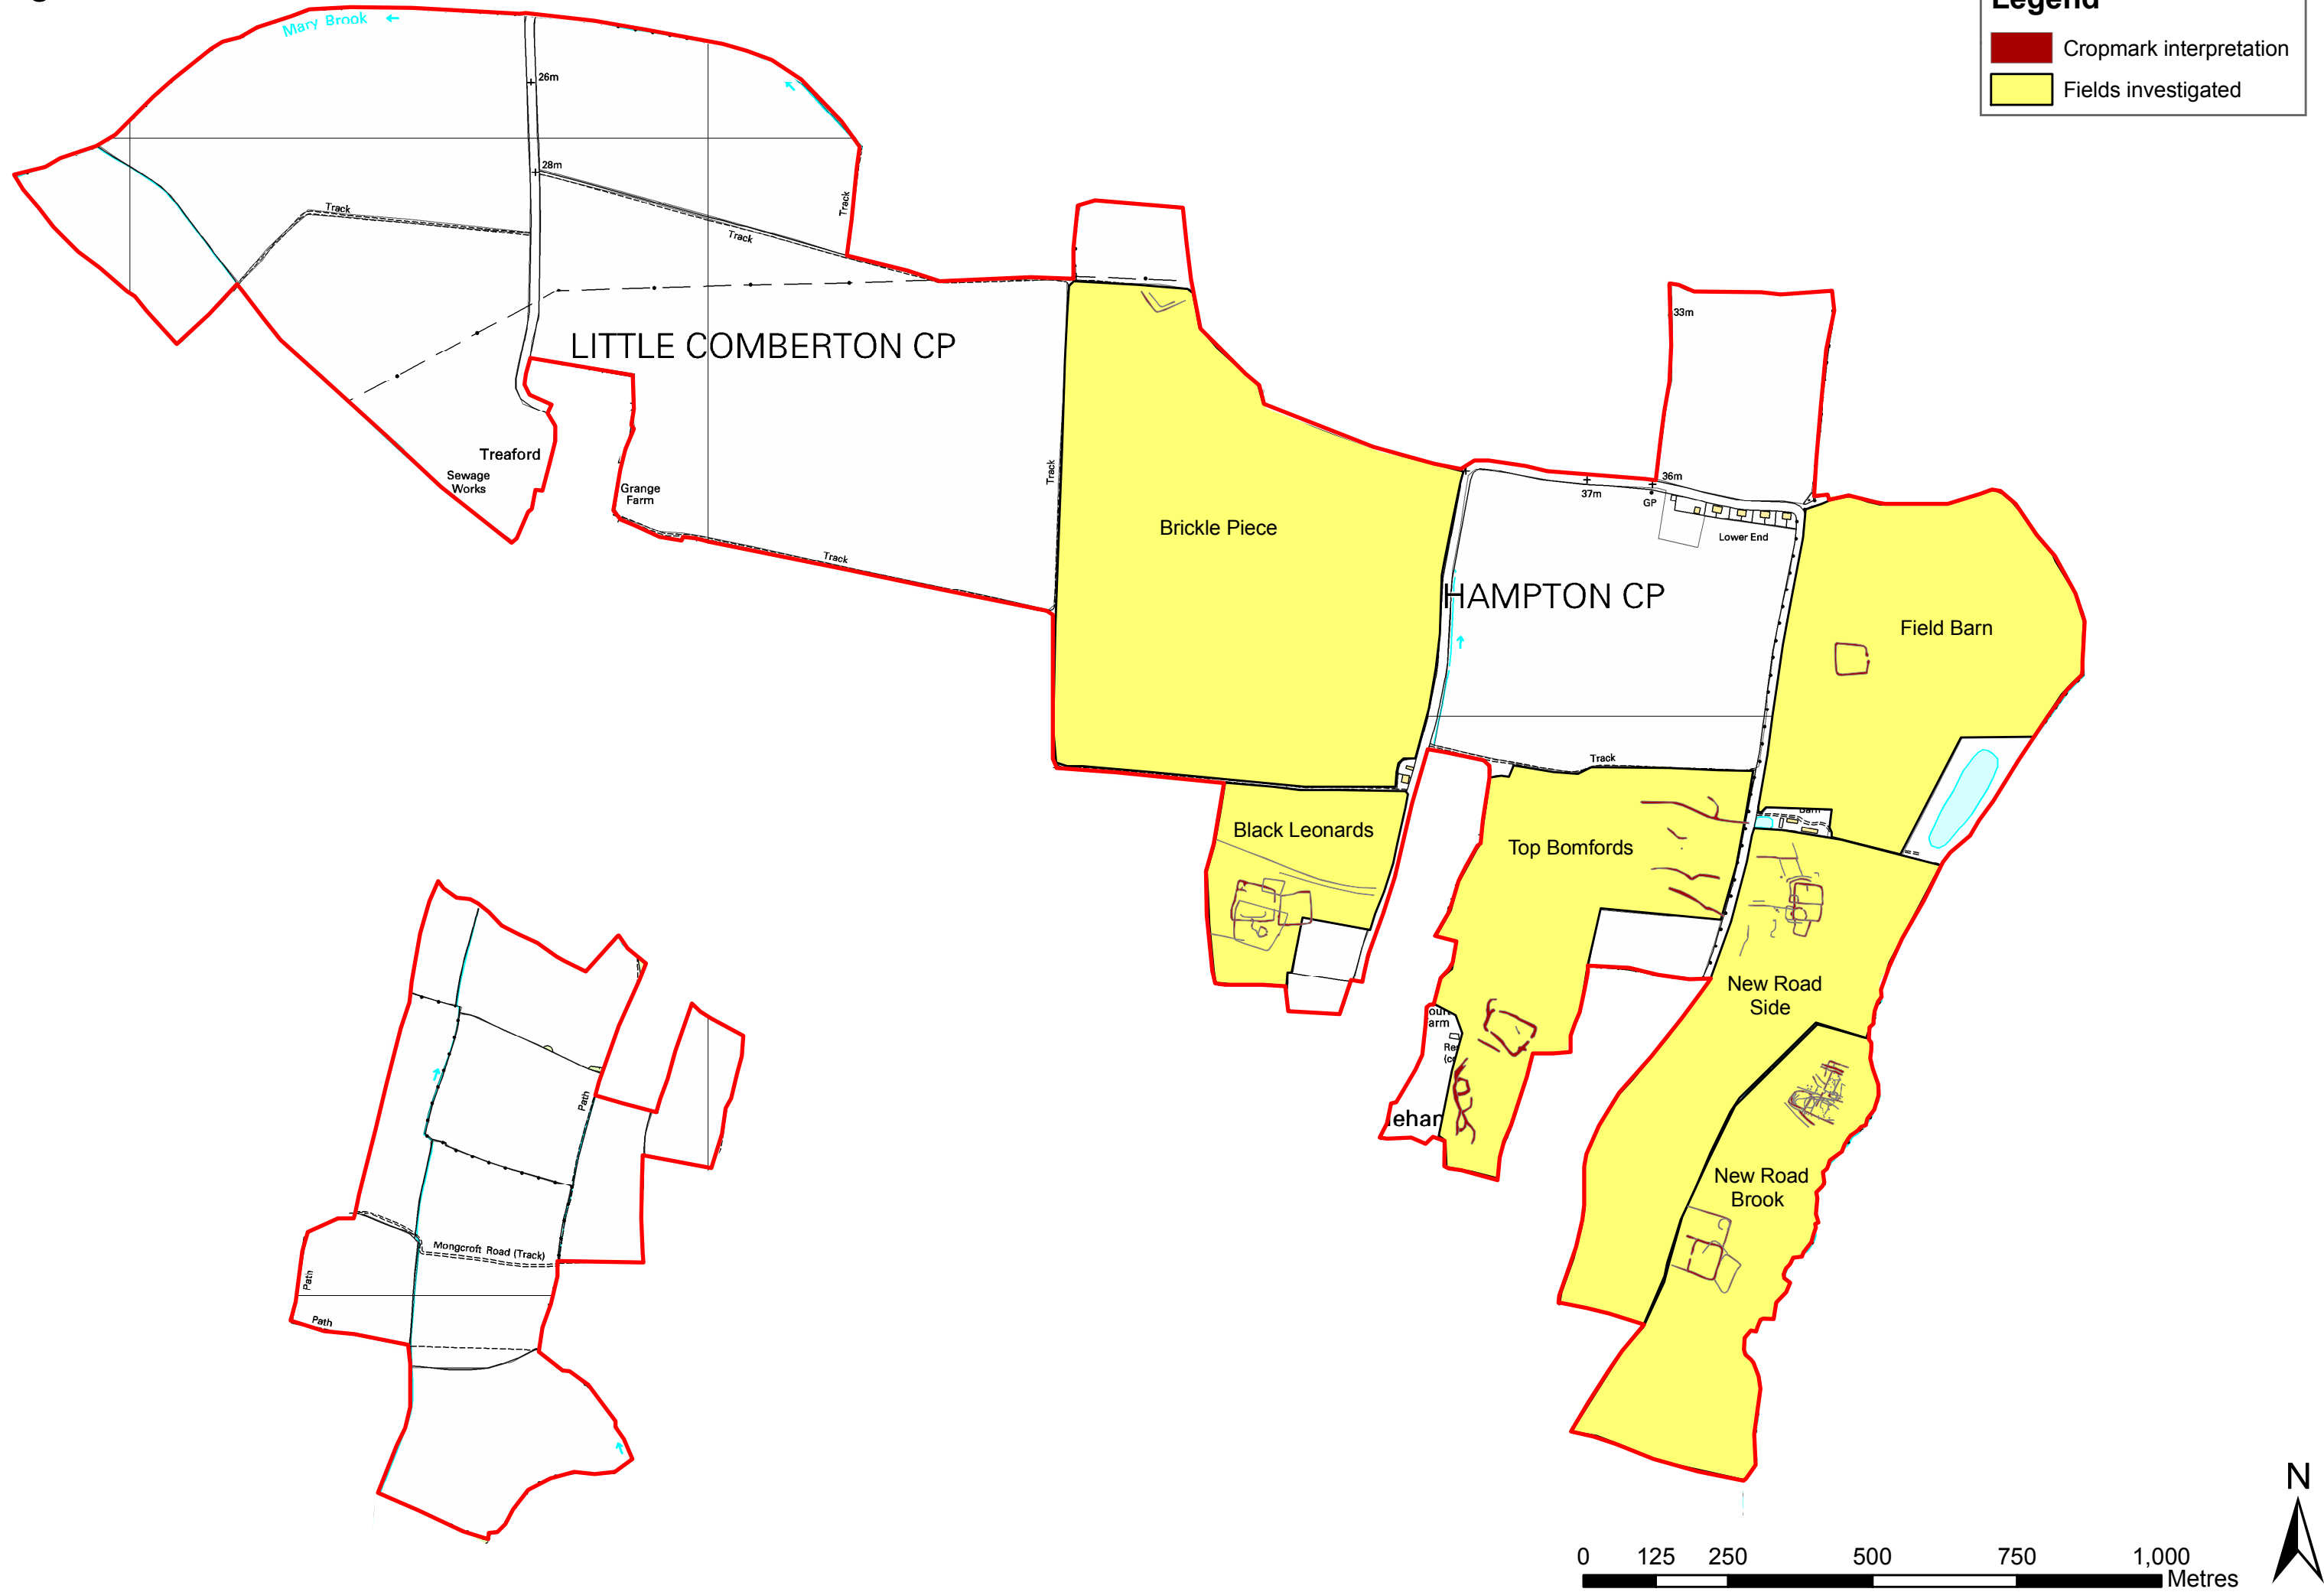 Legend
Cropmark interpretation
Fields investigated
Mary Brook
26m
28m
Track
Track
Track
LITTLE COMBERTON CP
33m
Treaford
Sewage
Works
Grange
Farm
Track
Track
36m
37m
GP
Lower End
Brickle Piece
HAMPTON CP
Field Barn
Track
Black Leonards
Top Bomfords
New Road
Side
New Road
Brook
Path
Mongcroft Road (Track)
Path
Path
N
0 125 250 500 750 1,000
Metres